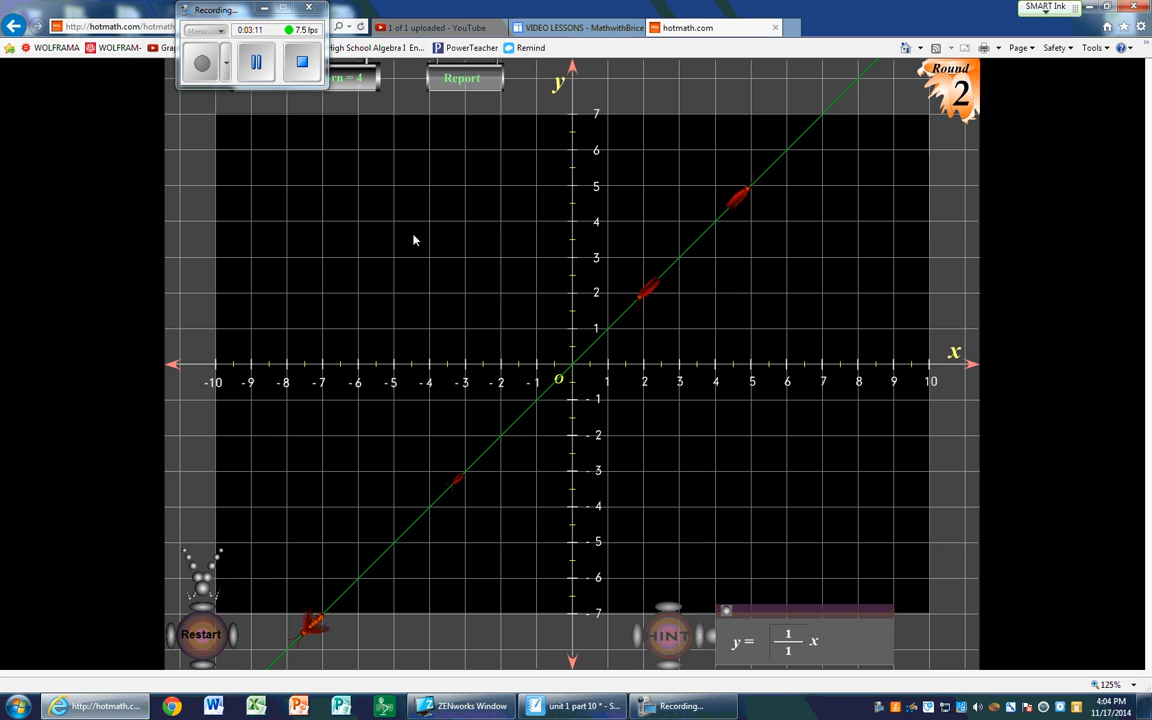 Recording...
SMART Ink
http://hotmath.com/hotmath
1 of 1 uploaded - YouTube
VIDEO LESSONS - MathwithBrice
hotmath.com
Menu
0:03:11
7.5 fps
WOLFRAMA
WOLFRAM-
High School Algebra I En...
PowerTeacher
Remind
Page
Safety
Tools
rn = 4
Report
y
Round
2
7
6
5
4
3
2
1
x
o
-10 -9 -8 -7 -6 -5 -4 -3 -2 -1 1 2 3 4 5 6 7 8 9 10
-1
-2
-3
-4
-5
-6
-7
Restart
HINT
y = 1/1 x
125%
http://hotmath.c...
ZENworks Window
unit 1 part 10 * - S...
Recording...
4:04 PM
11/17/2014